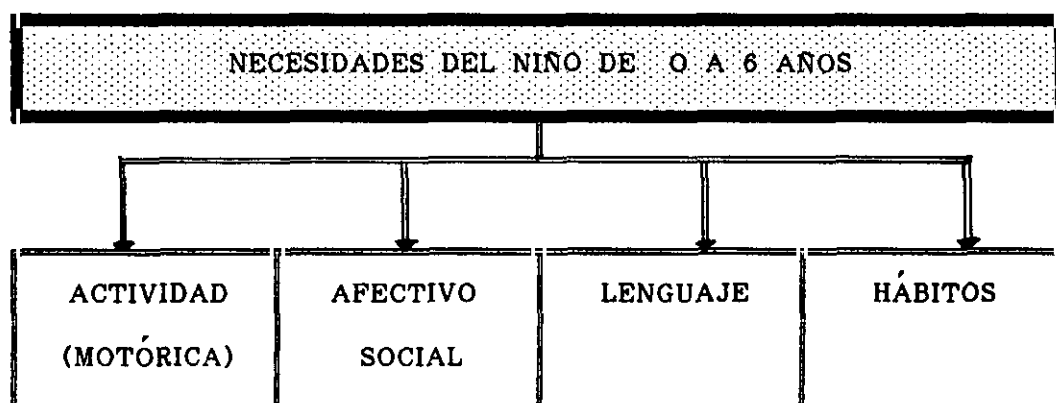 NECESIDADES DEL NIÑO DE O A 6 AÑOS
ACTIVIDAD
(MOTÓRICA)
AFECTIVO
SOCIAL
LENGUAJE
HÁBITOS